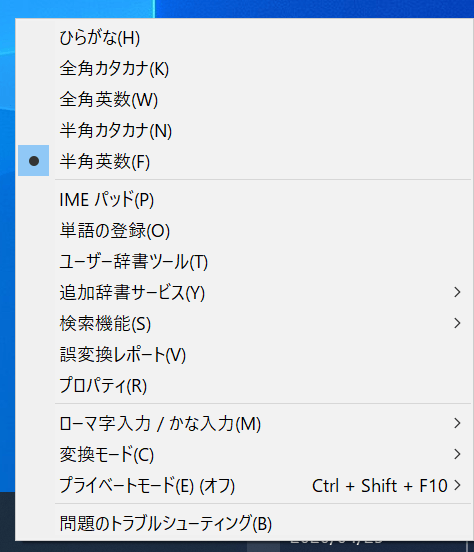 ひらがな(H)
全角カタカナ(K)
全角英数(W)
半角カタカナ(N)
半角英数(F)
IME パッド(P)
単語の登録(O)
ユーザー辞書ツール(T)
追加辞書サービス(Y)
検索機能(S)
誤変換レポート(V)
プロパティ(R)
ローマ字入力 / かな入力(M)
変換モード(C)
プライベートモード(E) (オフ) Ctrl + Shift + F10
問題のトラブルシューティング(B)